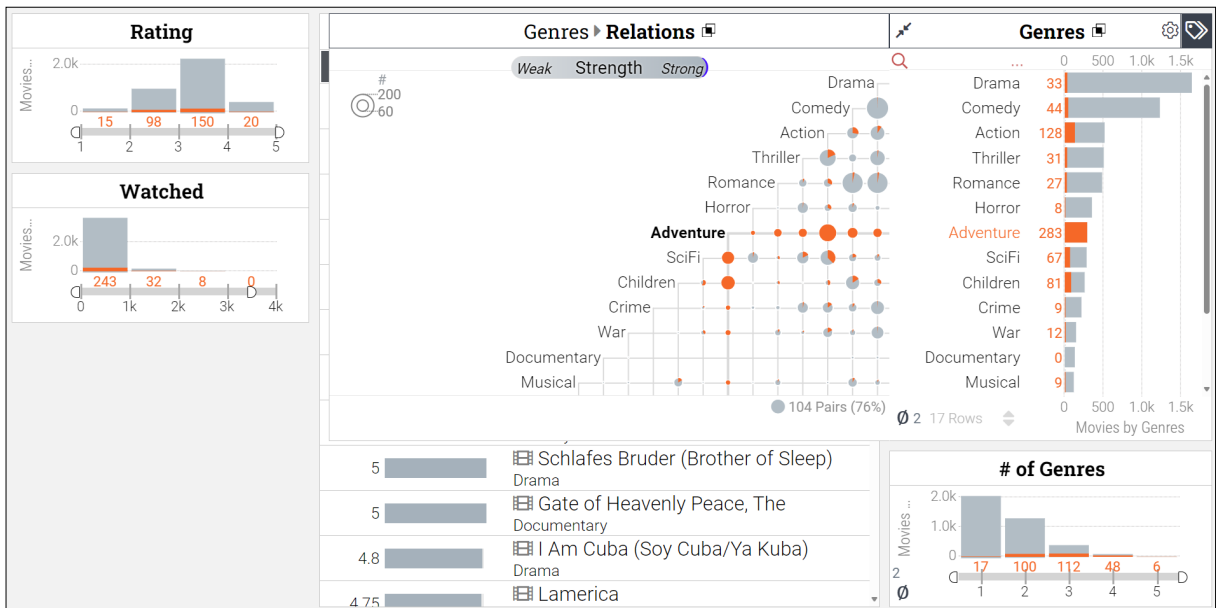 Rating
Movies...
2.0k
0
15 98 150 20
1 2 3 4 5
Watched
Movies...
2.0k
0
243 32 8 0
0 1k 2k 3k 4k
Genres Relations
Weak Strength Strong
#
200
60
Drama
Comedy
Action
Thriller
Romance
Horror
Adventure
SciFi
Children
Crime
War
Documentary
Musical
104 Pairs (76%)
Genres
...
0 500 1.0k 1.5k
Drama 33
Comedy 44
Action 128
Thriller 31
Romance 27
Horror 8
Adventure 283
SciFi 67
Children 81
Crime 9
War 12
Documentary 0
Musical 9
0 500 1.0k 1.5k
Ø 2 17 Rows
Movies by Genres
5 Schlafes Bruder (Brother of Sleep)
Drama
5 Gate of Heavenly Peace, The
Documentary
4.8 I Am Cuba (Soy Cuba/Ya Kuba)
Drama
4.75 Lamerica
# of Genres
Movies ...
2.0k
1.0k
0
17 100 112 48 6
2
Ø
1 2 3 4 5